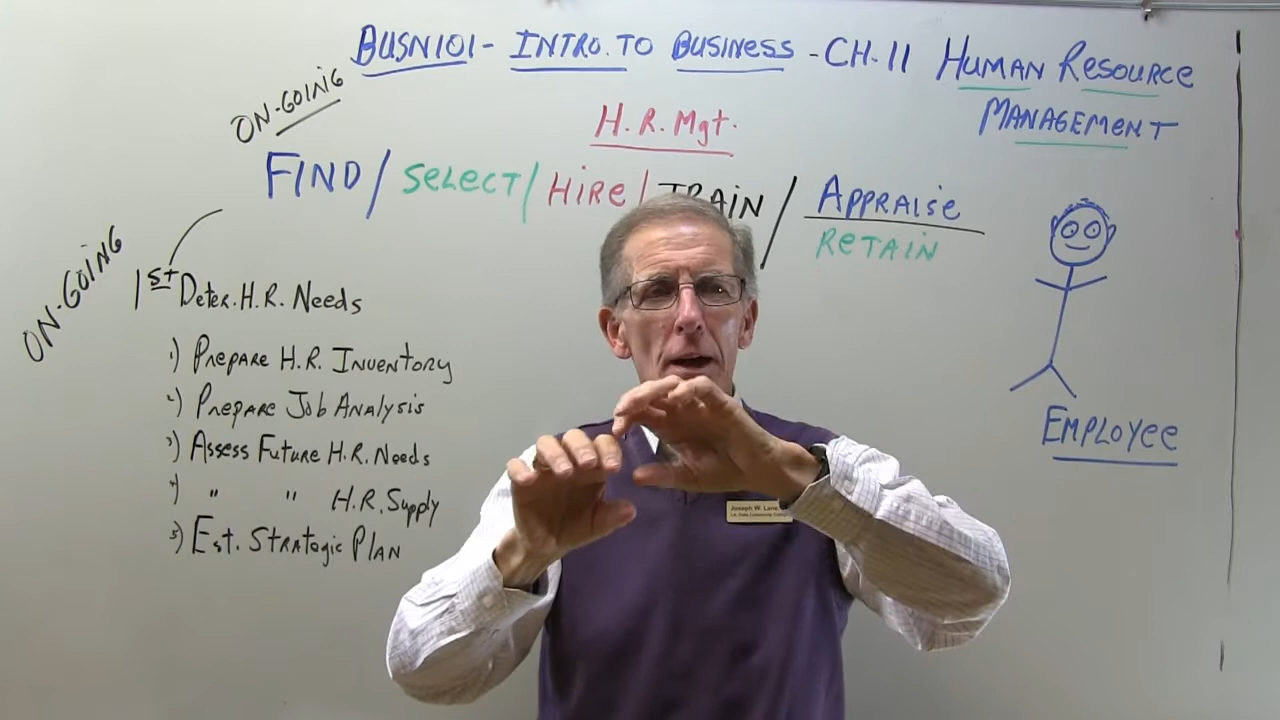 BUSN101 - INTRO. TO BUSINESS - CH. 11 HUMAN RESOURCE
MANAGEMENT
ON-GOING
H.R. Mgt.
FIND / SELECT / HIRE / TRAIN / APPRAISE
RETAIN
ON-GOING
1st DETER. H.R. NEEDS
1) PREPARE H.R. INVENTORY
2) PREPARE JOB ANALYSIS
3) ASSESS FUTURE H.R. NEEDS
4) " " H.R. SUPPLY
5) EST. STRATEGIC PLAN
EMPLOYEE
Joseph W. Lane